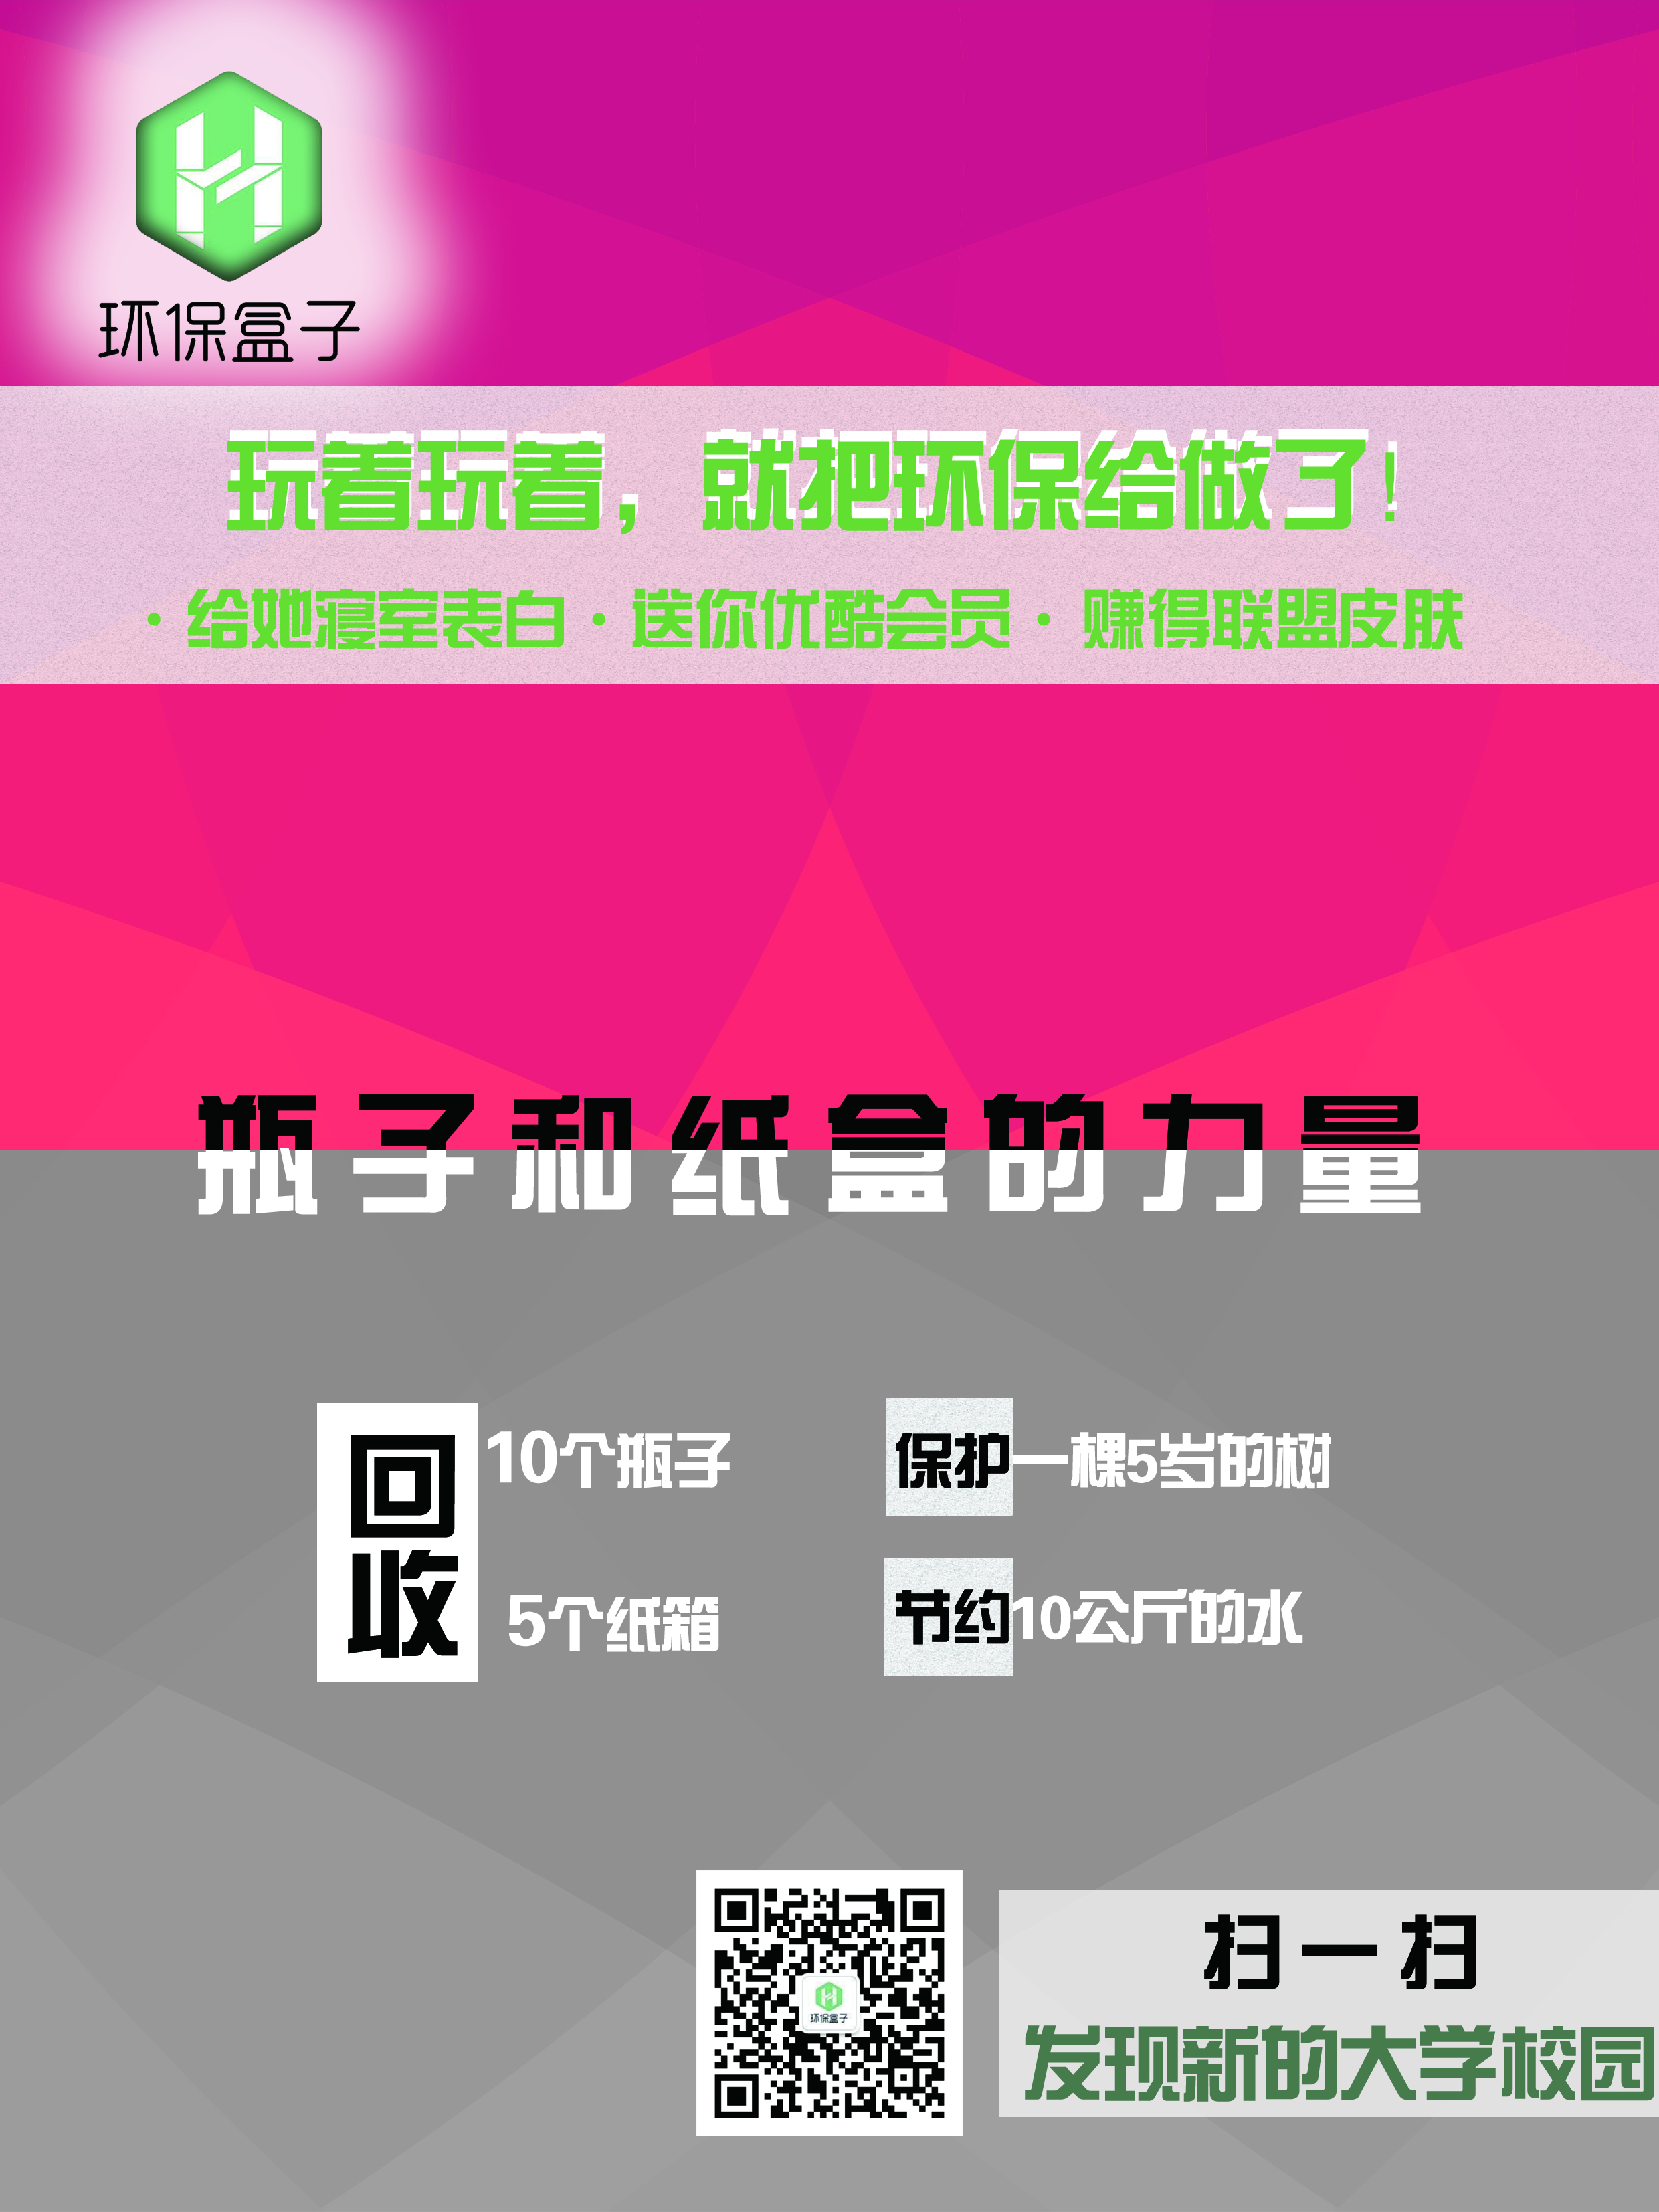 环保盒子
玩着玩着，就把环保给做了！
·给她寝室表白·送你优酷会员·赚得联盟皮肤
瓶子和纸盒的力量
回收
10个瓶子 保护一棵5岁的树
5个纸箱 节约10公斤的水
环保盒子
扫一扫
发现新的大学校园